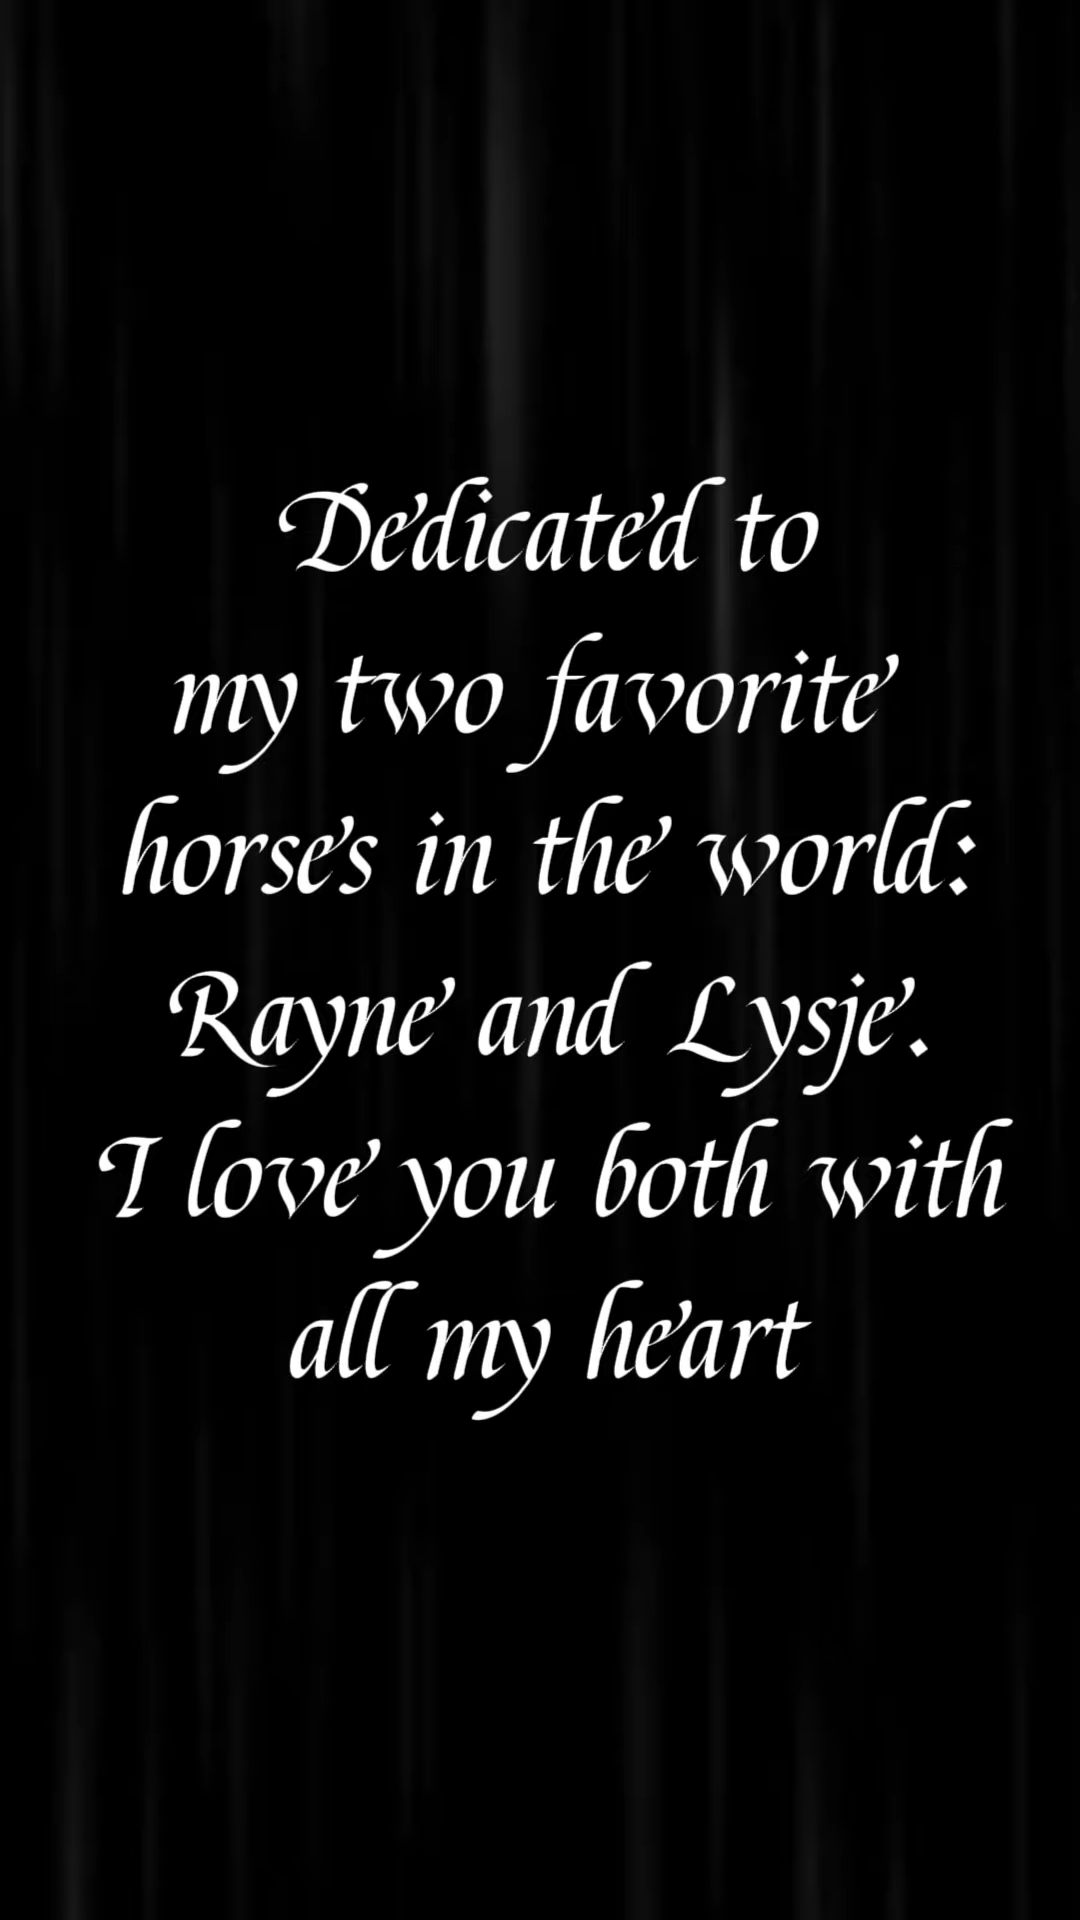 Dedicated to
my two favorite
horses in the world:
Rayne and Lysje.
I love you both with
all my heart